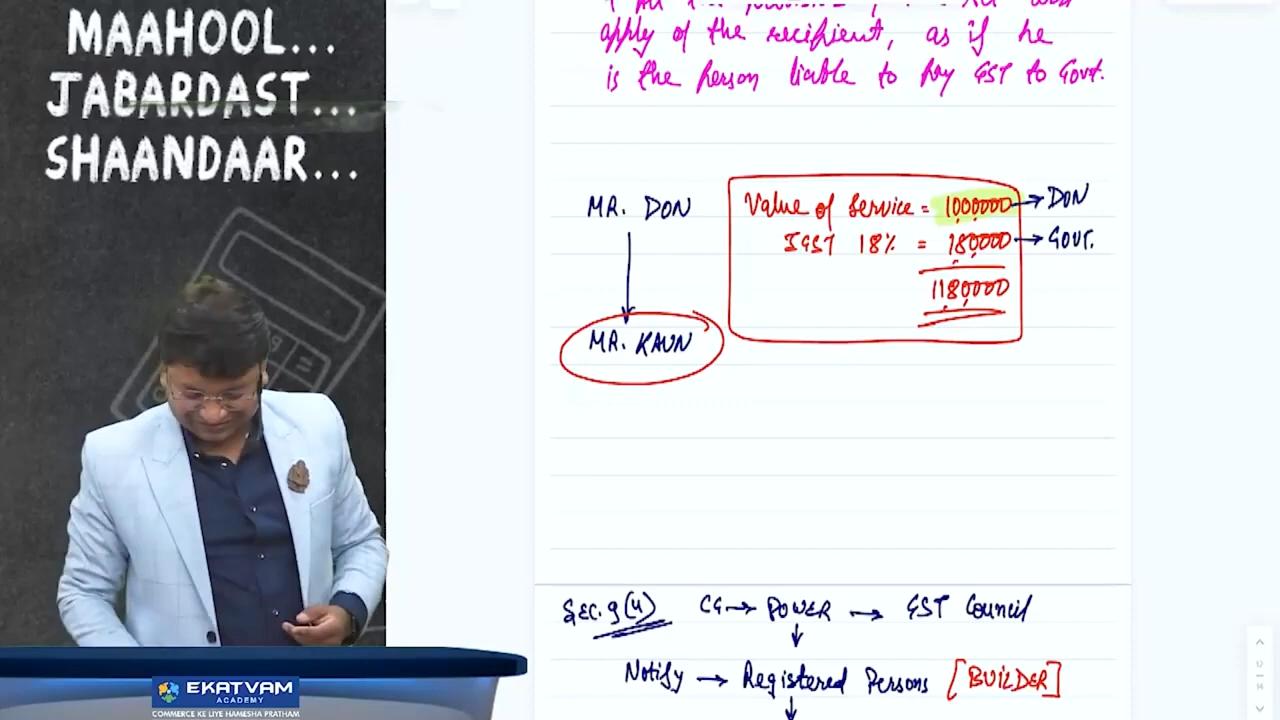 MAAHOOL...
JABARDAST...
SHAANDAAR...
apply of the recipient, as if he
is the person liable to pay GST to Govt.
MR. DON
Value of Service = 1000000 → DON
IGST 18% = 180000 → GOVT.
1180000
MR. KAUN
SEC. 9(4) CG → POWER → GST Council
Notify → Registered Persons [BUILDER]
EKATVAM
ACADEMY
COMMERCE KE LIYE HAMESHA PRATHAM